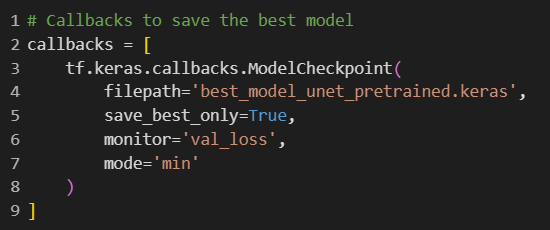 1 # Callbacks to save the best model
2 callbacks = [
3     tf.keras.callbacks.ModelCheckpoint(
4         filepath='best_model_unet_pretrained.keras',
5         save_best_only=True,
6         monitor='val_loss',
7         mode='min'
8     )
9 ]